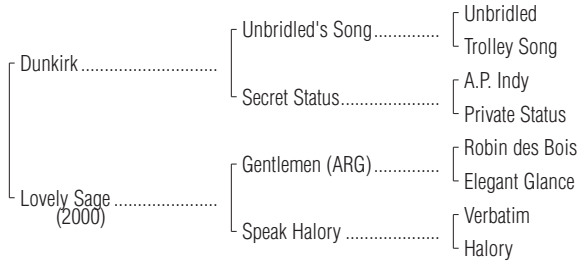 Unbridled
Unbridled's Song..............
Trolley Song
Dunkirk.............................
A.P. Indy
Secret Status.....................
Private Status
Robin des Bois
Gentlemen (ARG)..............
Elegant Glance
Lovely Sage......................
(2000)
Verbatim
Speak Halory....................
Halory